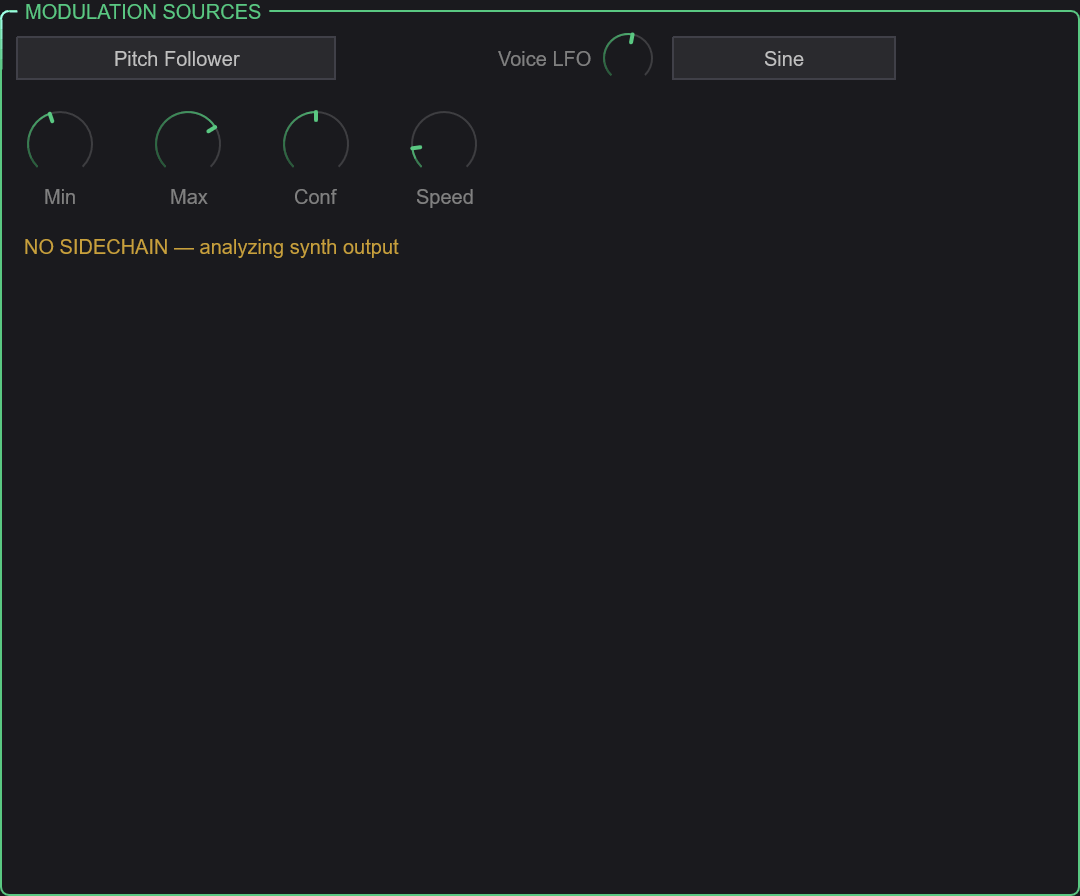 MODULATION SOURCES
Pitch Follower
Voice LFO
Sine
Min
Max
Conf
Speed
NO SIDECHAIN — analyzing synth output